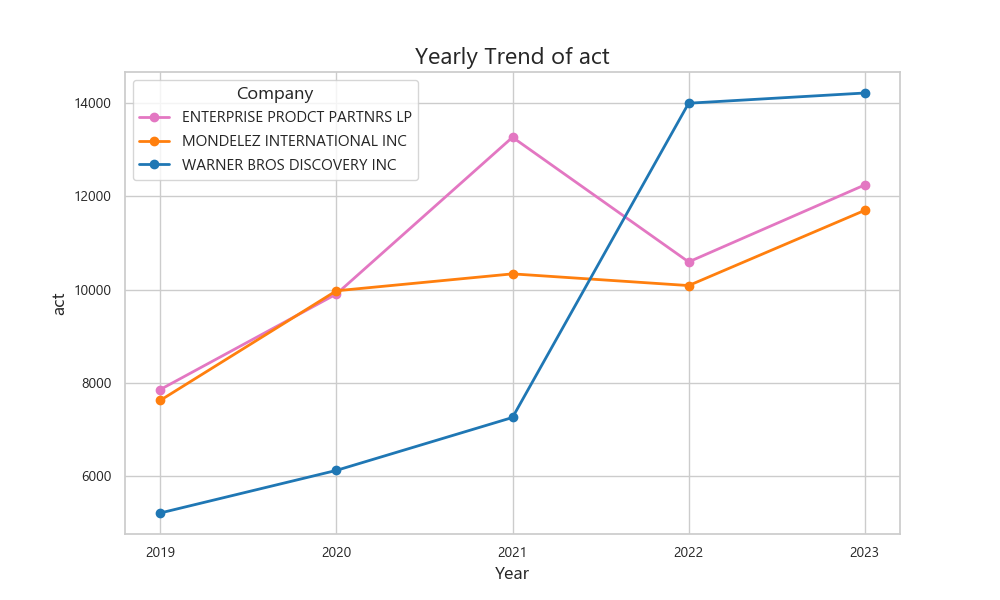 Yearly Trend of act
Company
ENTERPRISE PRODCT PARTNRS LP
MONDELEZ INTERNATIONAL INC
WARNER BROS DISCOVERY INC
14000
12000
10000
8000
6000
act
2019 2020 2021 2022 2023
Year